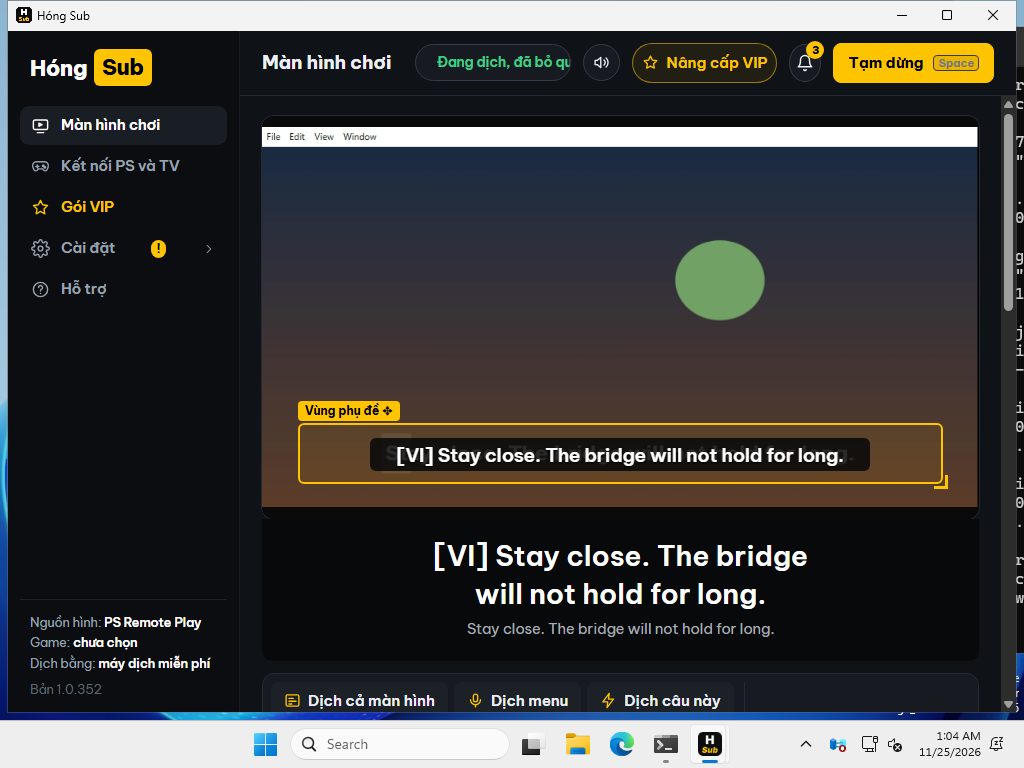 Hóng Sub
Hóng Sub
Màn hình chơi
Kết nối PS và TV
Gói VIP
Cài đặt !
Hỗ trợ
Nguồn hình: PS Remote Play
Game: chưa chọn
Dịch bằng: máy dịch miễn phí
Bản 1.0.352
Màn hình chơi
Đang dịch, đã bỏ qu
Nâng cấp VIP
3
Tạm dừng Space
File Edit View Window
Vùng phụ đề
[VI] Stay close. The bridge will not hold for long.
[VI] Stay close. The bridge
will not hold for long.
Stay close. The bridge will not hold for long.
Dịch cả màn hình
Dịch menu
Dịch câu này
Search
H
Sub
1:04 AM
11/25/2026